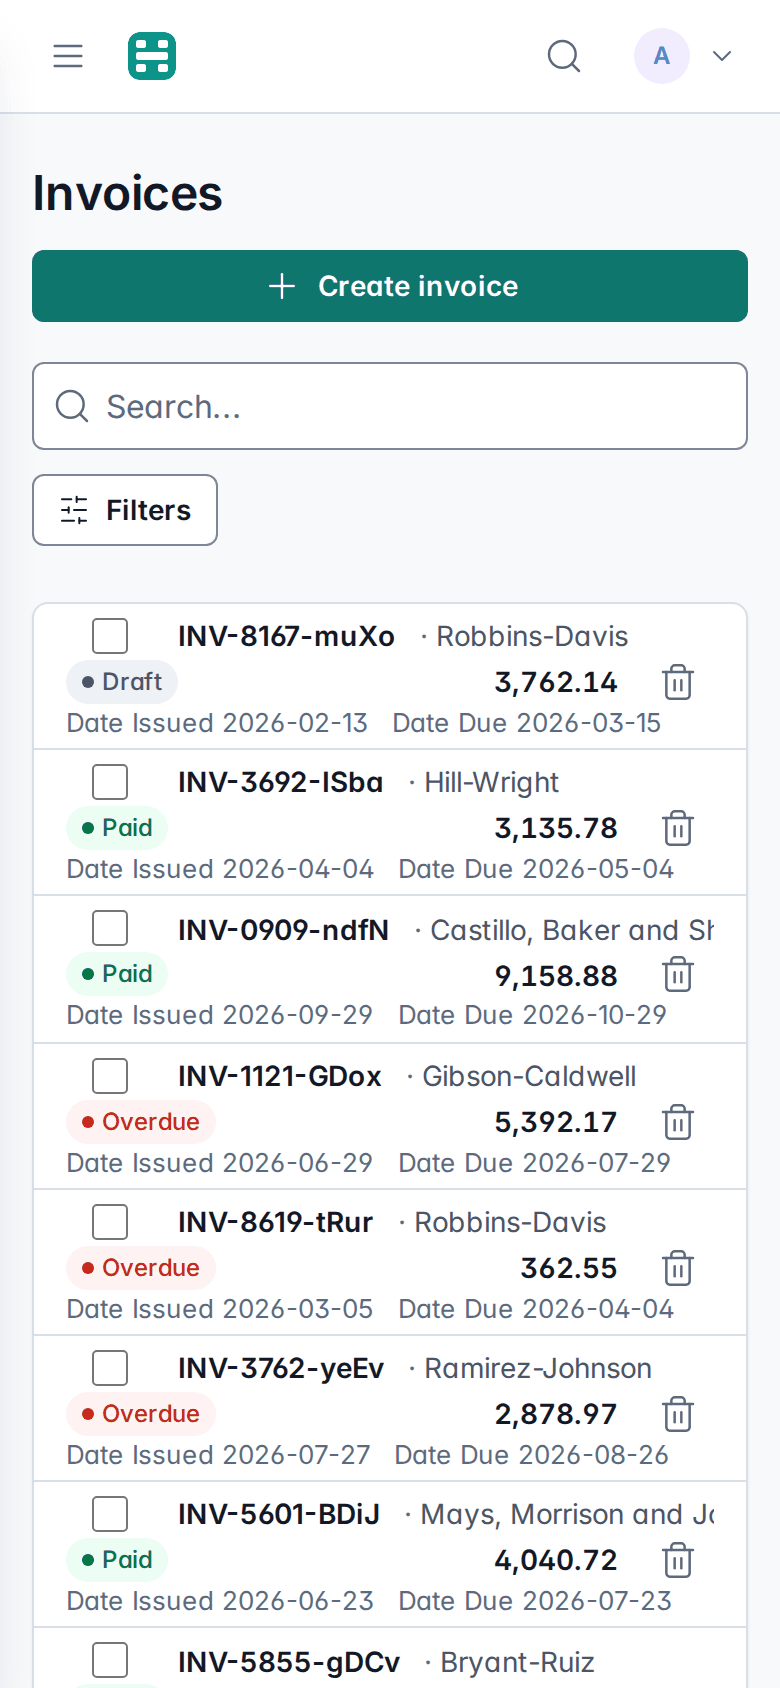 A
Invoices
Create invoice
Search...
Filters
INV-8167-muXo · Robbins-Davis
Draft 3,762.14
Date Issued 2026-02-13 Date Due 2026-03-15
INV-3692-lSba · Hill-Wright
Paid 3,135.78
Date Issued 2026-04-04 Date Due 2026-05-04
INV-0909-ndfN · Castillo, Baker and Sh
Paid 9,158.88
Date Issued 2026-09-29 Date Due 2026-10-29
INV-1121-GDox · Gibson-Caldwell
Overdue 5,392.17
Date Issued 2026-06-29 Date Due 2026-07-29
INV-8619-tRur · Robbins-Davis
Overdue 362.55
Date Issued 2026-03-05 Date Due 2026-04-04
INV-3762-yeEv · Ramirez-Johnson
Overdue 2,878.97
Date Issued 2026-07-27 Date Due 2026-08-26
INV-5601-BDiJ · Mays, Morrison and Jo
Paid 4,040.72
Date Issued 2026-06-23 Date Due 2026-07-23
INV-5855-gDCv · Bryant-Ruiz